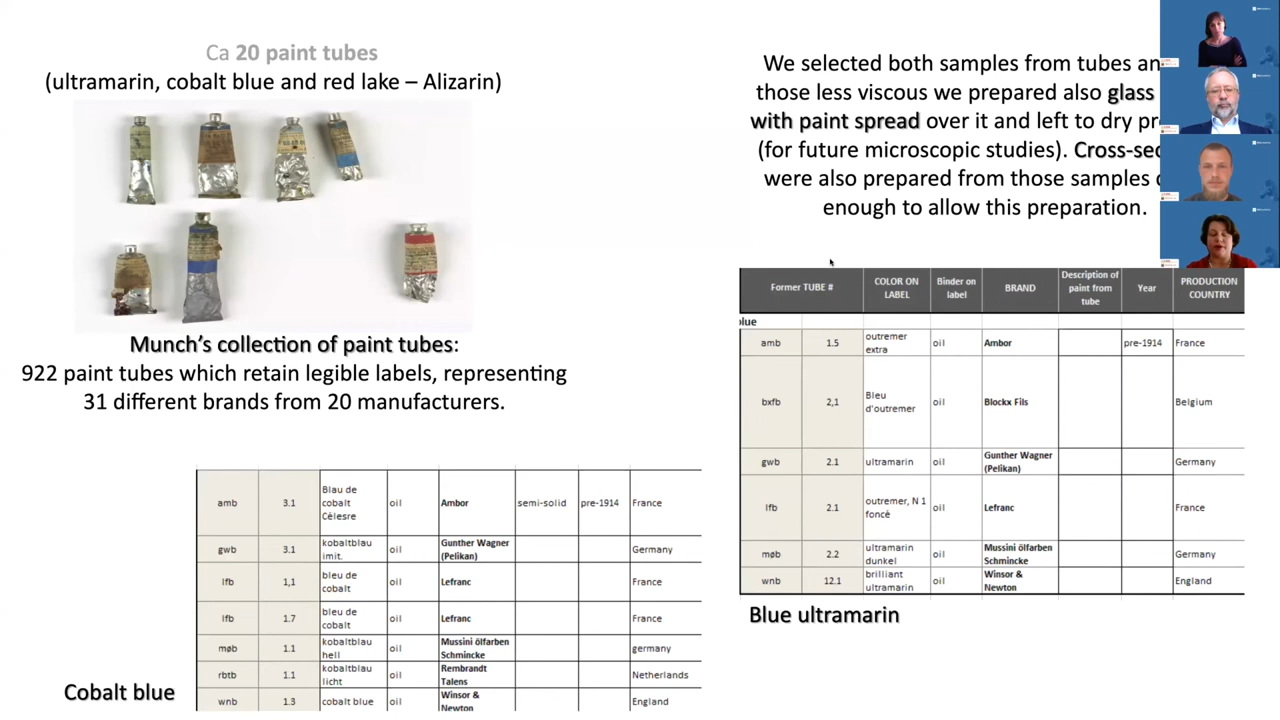 Ca 20 paint tubes
(ultramarin, cobalt blue and red lake – Alizarin)
Munch's collection of paint tubes:
922 paint tubes which retain legible labels, representing
31 different brands from 20 manufacturers.
We selected both samples from tubes
those less viscous we prepared also glass
with paint spread over it and left to dry
(for future microscopic studies).
were also prepared from those samples
enough to allow this preparation.
Former TUBE # COLOR ON LABEL Binder on label BRAND Description of paint from tube Year PRODUCTION COUNTRY
amb 1.5 outremer extra oil Ambor pre-1914 France
bxfb 2,1 Bleu d'outremer oil Blockx Fils Belgium
gwb 2.1 ultramarin oil Gunther Wagner (Pelikan) Germany
lfb 2.1 outremer, N 1 foncé oil Lefranc France
møb 2.2 ultramarin dunkel oil Mussini ölfarben Schmincke Germany
wnb 12.1 brilliant ultramarin oil Winsor & Newton England
Blue ultramarin
amb 3.1 Blau de cobalt Célesre oil Ambor semi-solid pre-1914 France
gwb 3.1 kobaltblau imit. oil Gunther Wagner (Pelikan) Germany
lfb 1,1 bleu de cobalt oil Lefranc France
lfb 1.7 bleu de cobalt oil Lefranc France
møb 1.1 kobaltblau hell oil Mussini ölfarben Schmincke germany
rbtb 1.1 kobaltblau licht oil Rembrandt Talens Netherlands
wnb 1.3 cobalt blue oil Winsor & Newton England
Cobalt blue